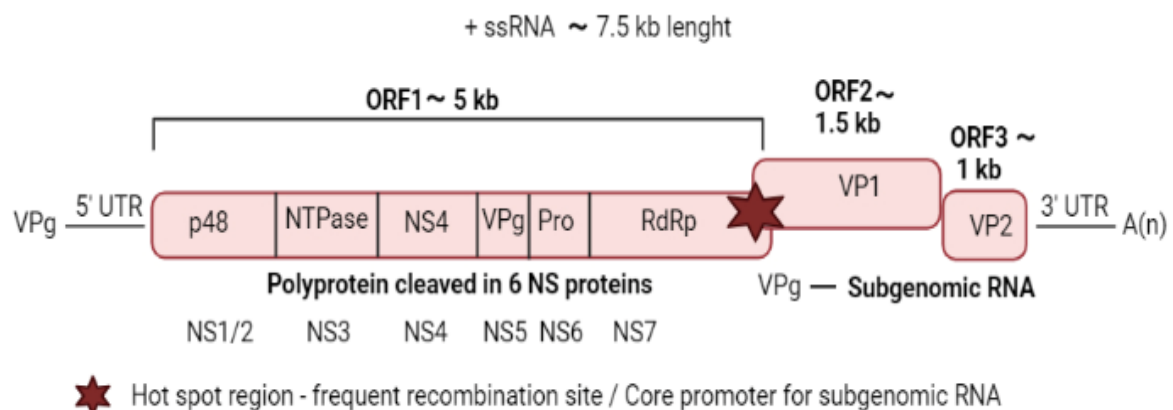 + ssRNA ~ 7.5 kb lenght
ORF1~ 5 kb
ORF2~
1.5 kb
ORF3 ~
1 kb
VPg
5' UTR
p48
NTPase
NS4
VPg
Pro
RdRp
VP1
VP2
3' UTR
A(n)
Polyprotein cleaved in 6 NS proteins
VPg — Subgenomic RNA
NS1/2 NS3 NS4 NS5 NS6 NS7
Hot spot region - frequent recombination site / Core promoter for subgenomic RNA